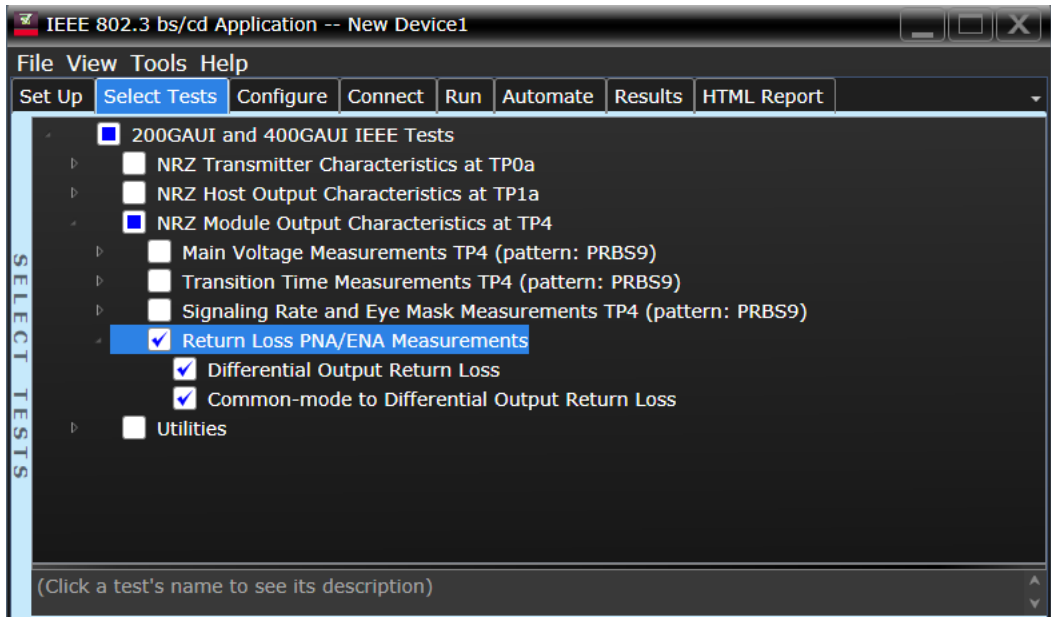 IEEE 802.3 bs/cd Application -- New Device1
File View Tools Help
Set Up Select Tests Configure Connect Run Automate Results HTML Report
200GAUI and 400GAUI IEEE Tests
NRZ Transmitter Characteristics at TP0a
NRZ Host Output Characteristics at TP1a
NRZ Module Output Characteristics at TP4
Main Voltage Measurements TP4 (pattern: PRBS9)
Transition Time Measurements TP4 (pattern: PRBS9)
Signaling Rate and Eye Mask Measurements TP4 (pattern: PRBS9)
Return Loss PNA/ENA Measurements
Differential Output Return Loss
Common-mode to Differential Output Return Loss
Utilities
SELECT TESTS
(Click a test's name to see its description)